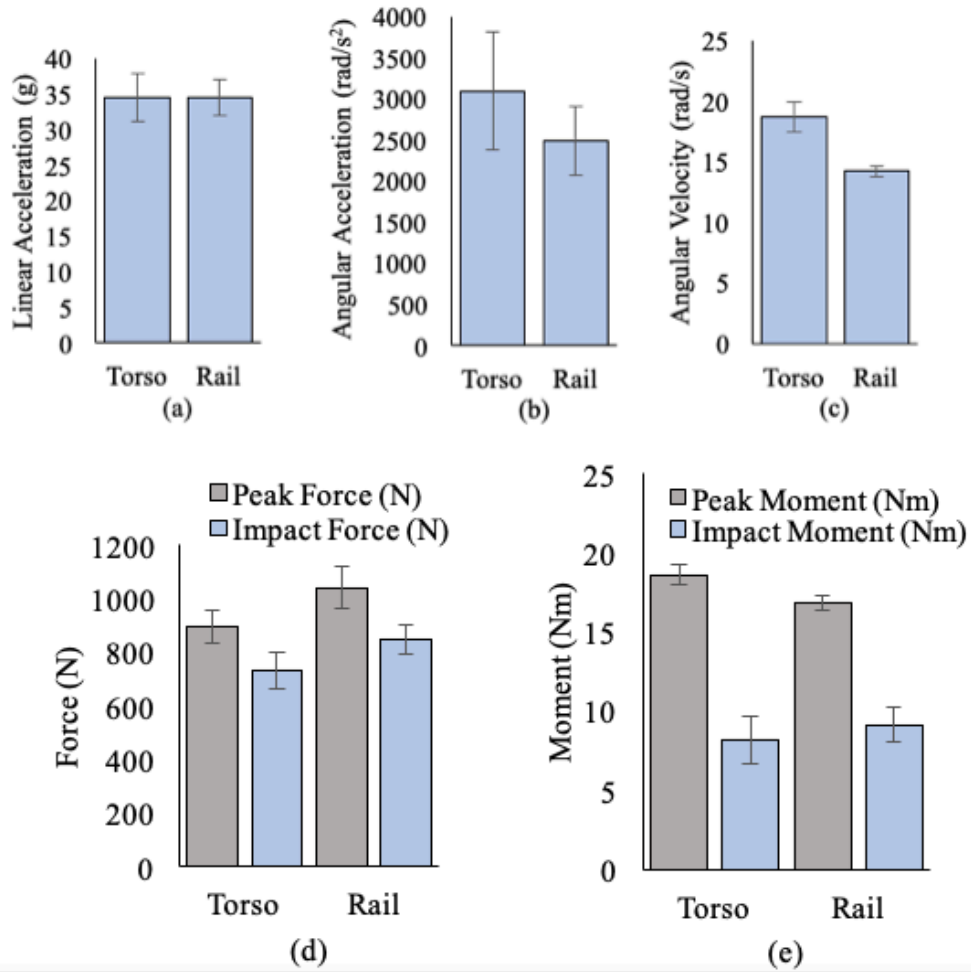 Linear Acceleration (g)
40
35
30
25
20
15
10
5
0
Torso Rail
(a)
Angular Acceleration (rad/s²)
4000
3500
3000
2500
2000
1500
1000
500
0
Torso Rail
(b)
Angular Velocity (rad/s)
25
20
15
10
5
0
Torso Rail
(c)
Peak Force (N)
Impact Force (N)
Force (N)
1200
1000
800
600
400
200
0
Torso Rail
(d)
Peak Moment (Nm)
Impact Moment (Nm)
Moment (Nm)
25
20
15
10
5
0
Torso Rail
(e)